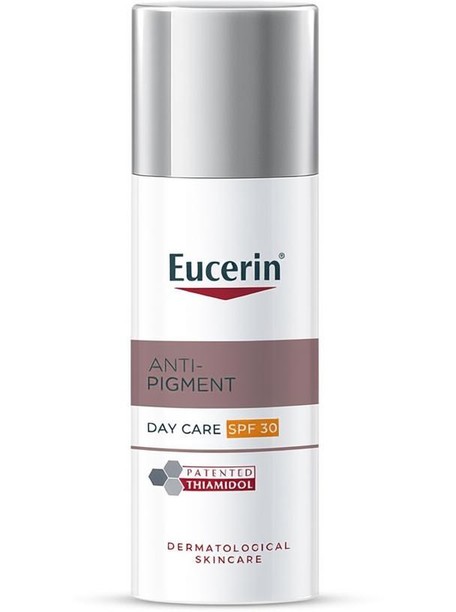 Eucerin®
ANTI-
PIGMENT
DAY CARE SPF 30
PATENTED
THIAMIDOL
DERMATOLOGICAL
SKINCARE